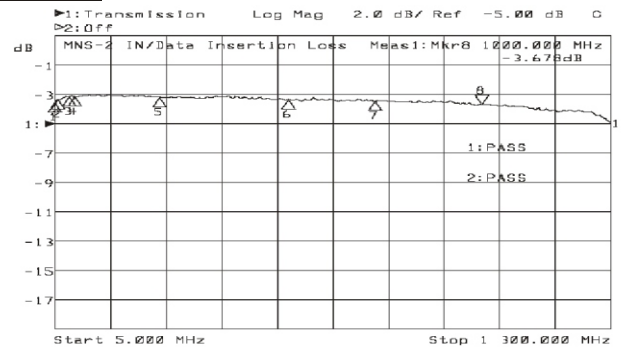 ►1:Transmission Log Mag 2.0 dB/ Ref -5.00 dB C
▷2:Off
dB MNS-2 IN/Data Insertion Loss Meas1:Mkr8 1000.000 MHz
-3.678dB
-1
-3
8
5
6
7
1:► 1
1:PASS
-7
2:PASS
-9
-11
-13
-15
-17
Start 5.000 MHz Stop 1 300.000 MHz